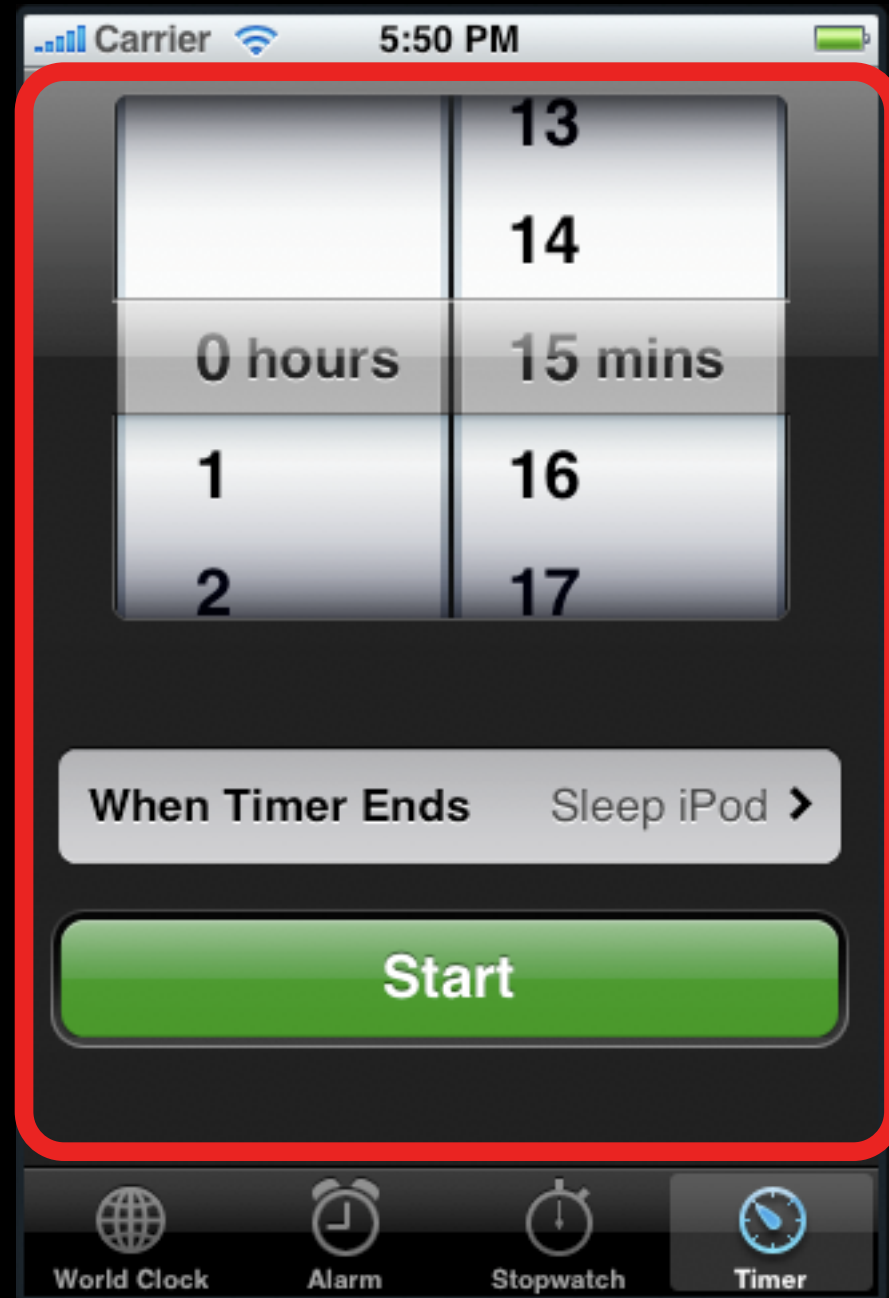 Carrier 5:50 PM
13
14
0 hours 15 mins
1 16
2 17
When Timer Ends Sleep iPod
Start
World Clock Alarm Stopwatch Timer